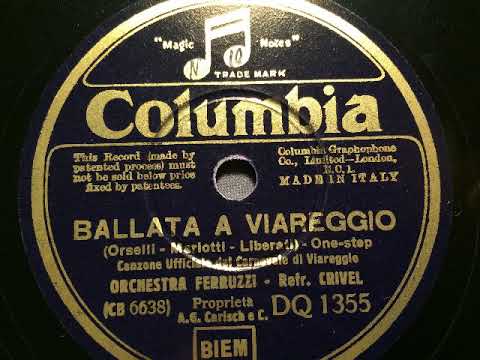 "Magic Notes"
TRADE MARK
Columbia
This Record (made by
patented process) must
not be sold below price
fixed by patentees.
Columbia Graphophone
Co., Limited—London,
E.C.1.
MADE IN ITALY
BALLATA A VIAREGGIO
(Orselli - Mariotti - Liberati) - One-step
Canzone Ufficiale del Carnevale di Viareggio
ORCHESTRA FERRUZZI - Refr. CRIVEL
(CB 6638) Proprietà
A.G. Carisch e C. DQ 1355
BIEM